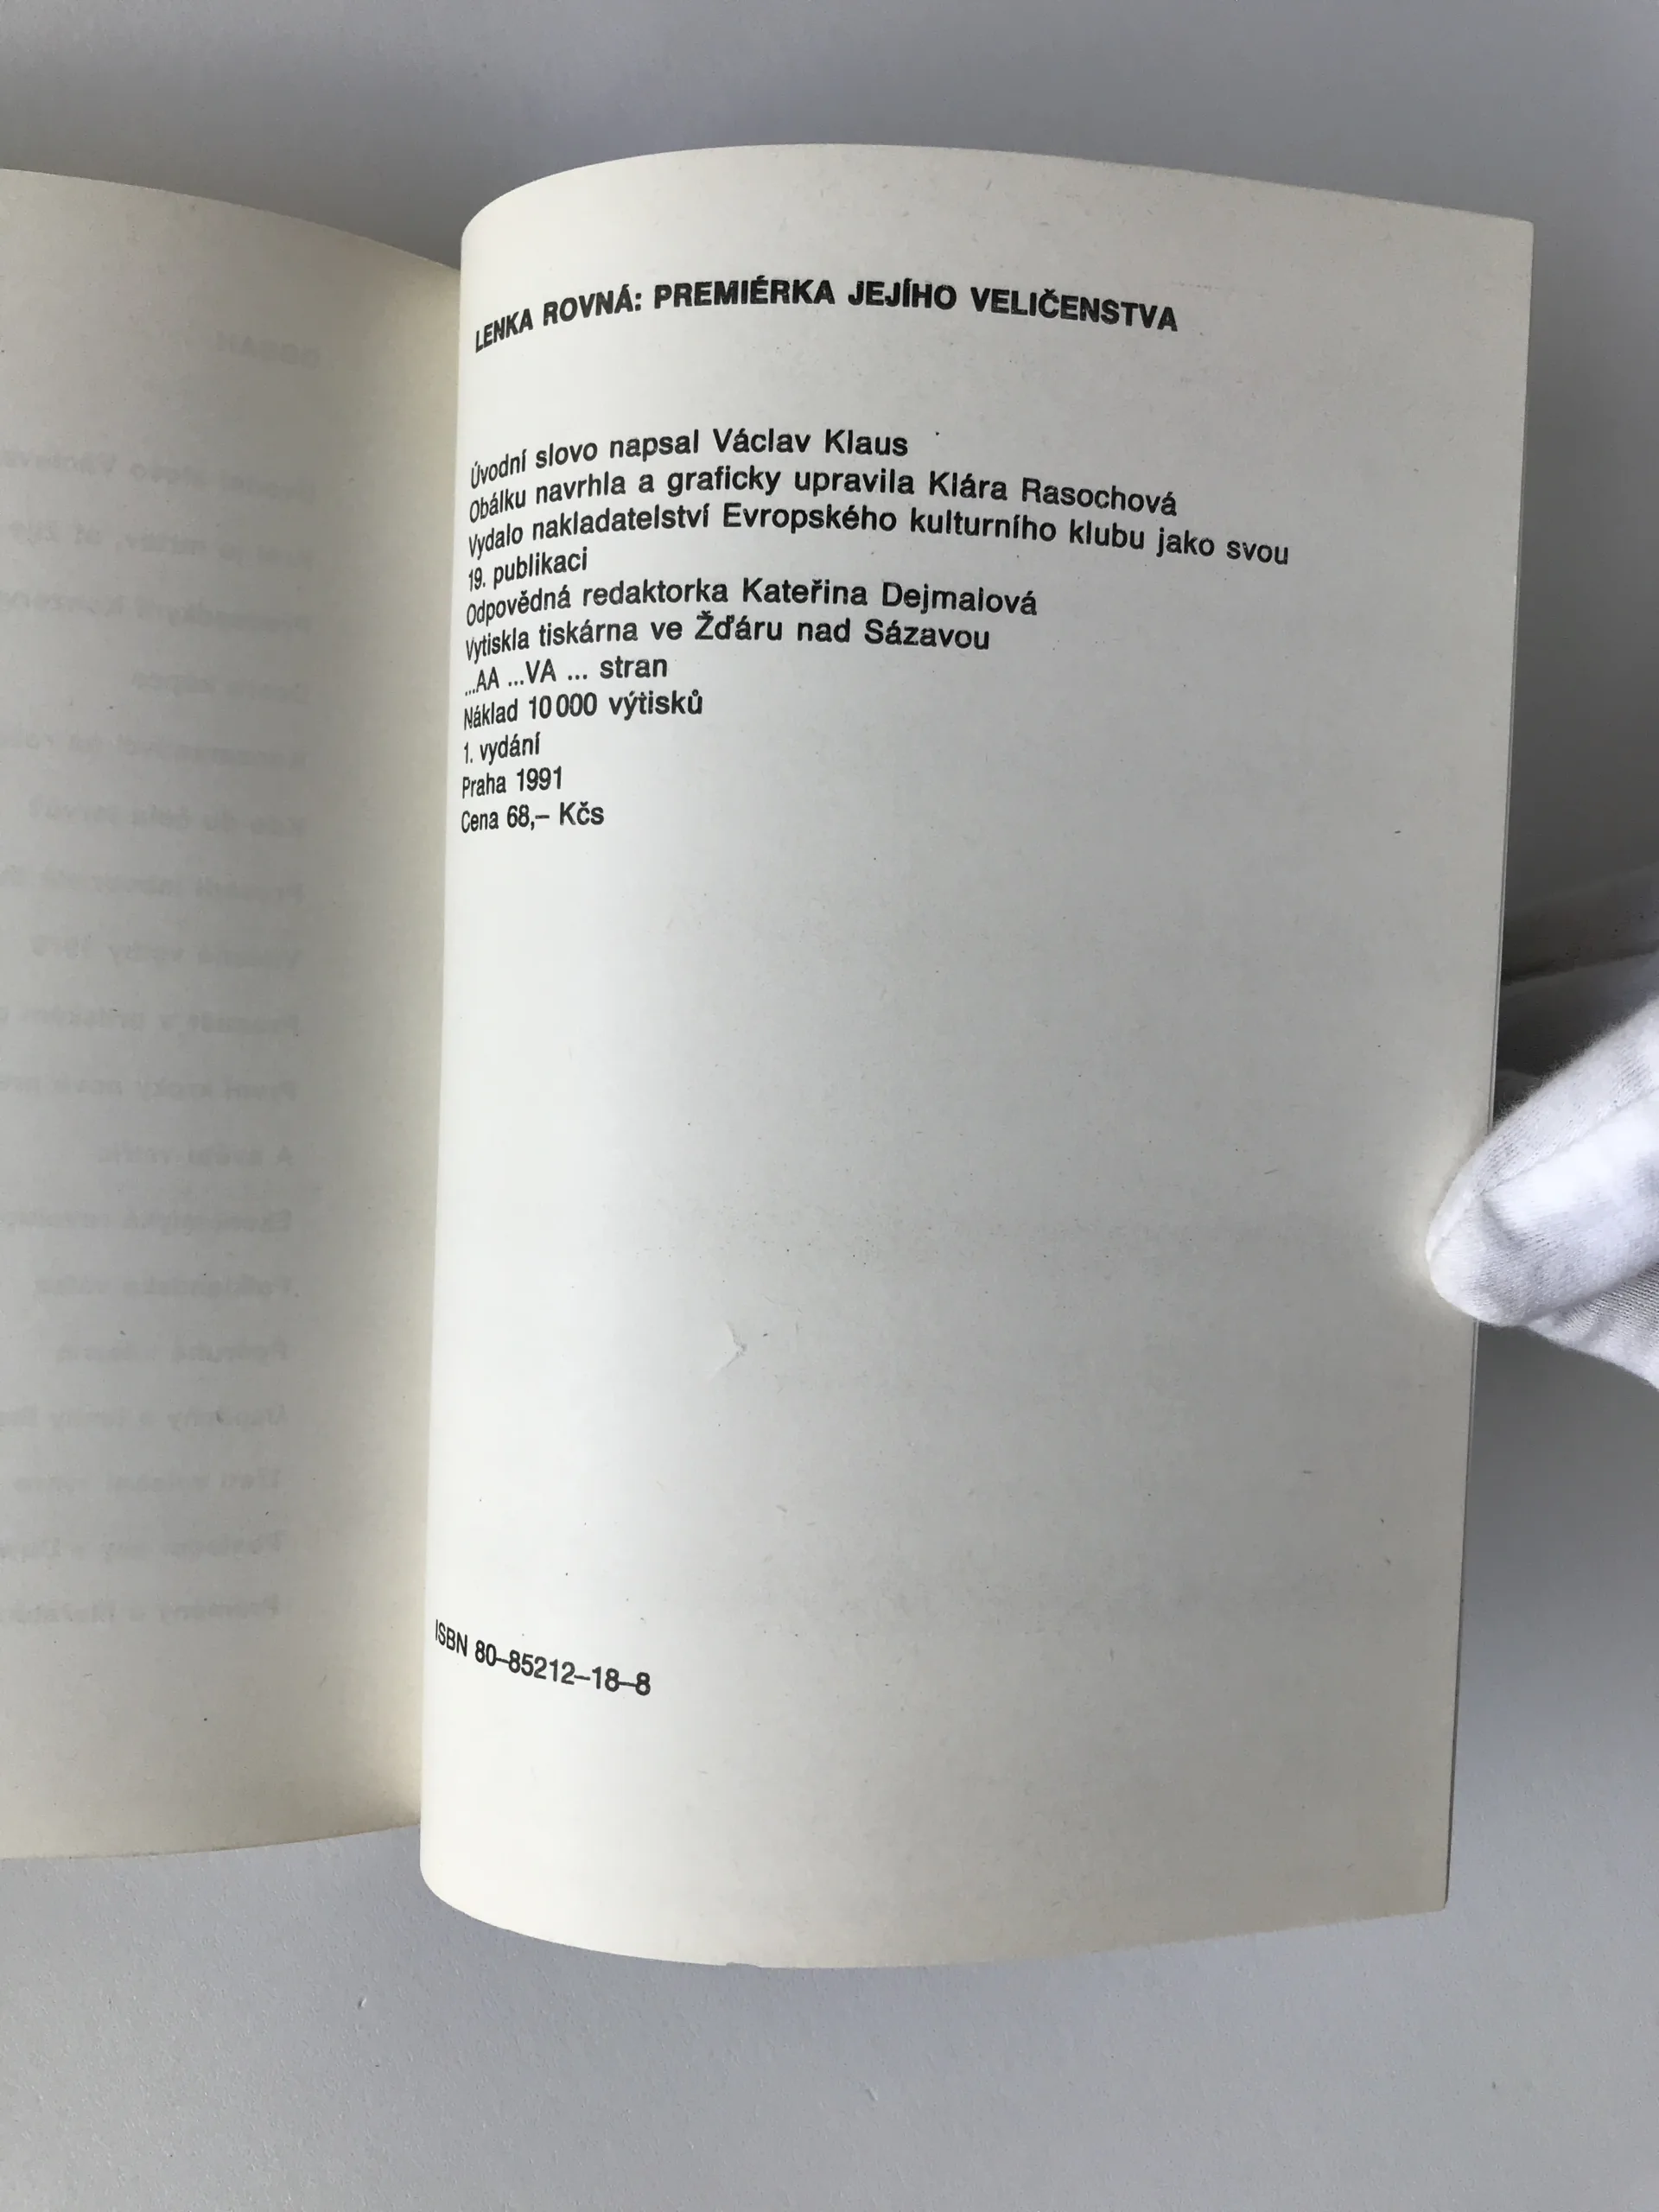 LENKA ROVNÁ: PREMIÉRKA JEJÍHO VELIČENSTVA
Úvodní slovo napsal Václav Klaus
Obálku navrhla a graficky upravila Klára Rasochová
Vydalo nakladatelství Evropského kulturního klubu jako svou
19. publikaci
Odpovědná redaktorka Kateřina Dejmalová
Vytiskla tiskárna ve Žďáru nad Sázavou
...AA ...VA ... stran
Náklad 10 000 výtisků
1. vydání
Praha 1991
Cena 68,– Kčs
ISBN 80–85212–18–8